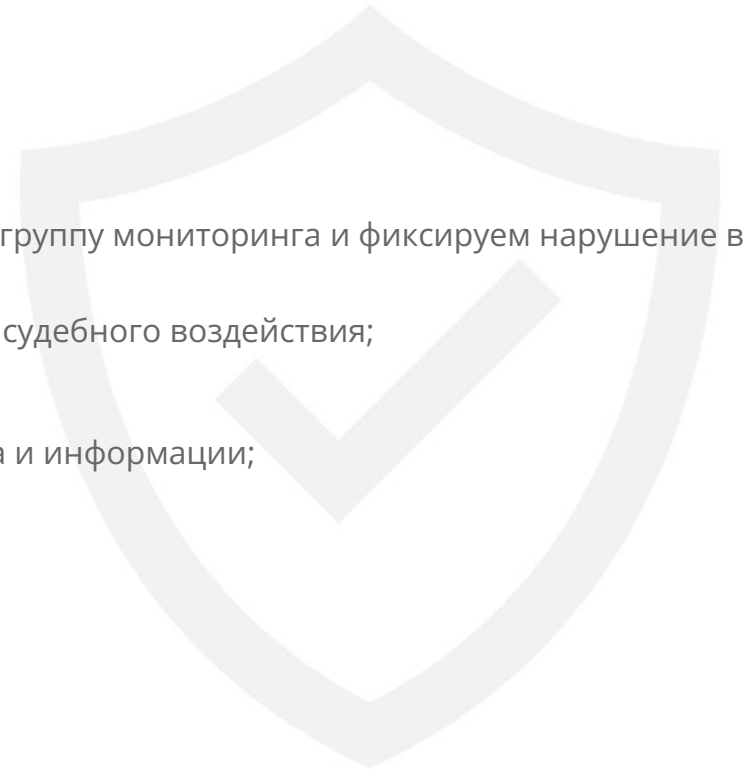 группу мониторинга и фиксируем нарушение в
судебного воздействия;
а и информации;